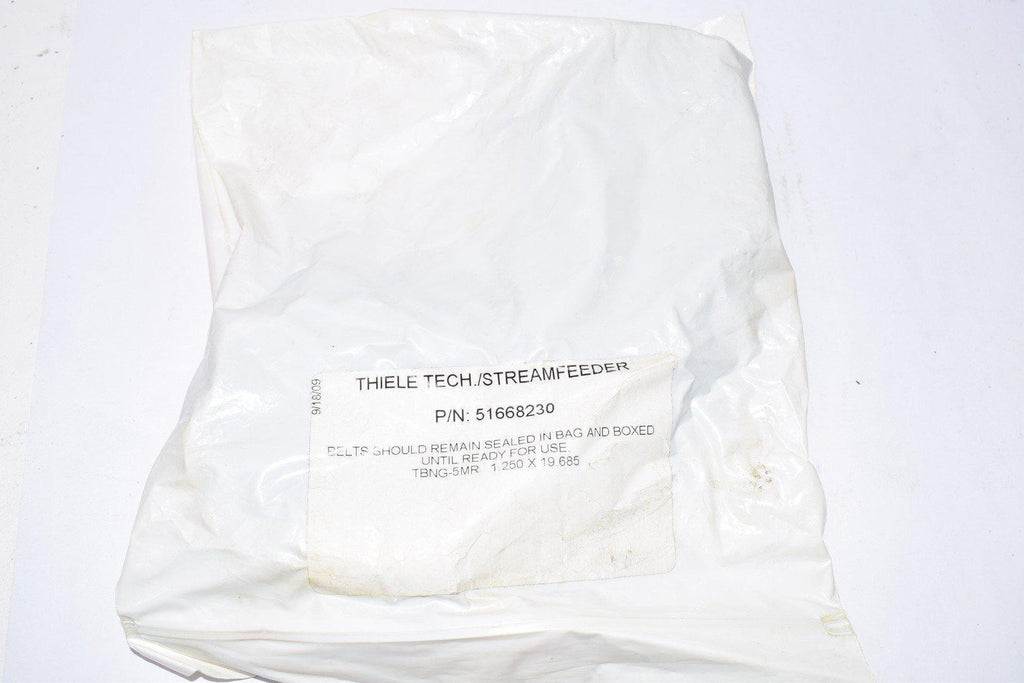 9/18/09
THIELE TECH./STREAMFEEDER
P/N: 51668230
BELTS SHOULD REMAIN SEALED IN BAG AND BOXED
UNTIL READY FOR USE.
TBNG-5MR 1.250 X 19.685